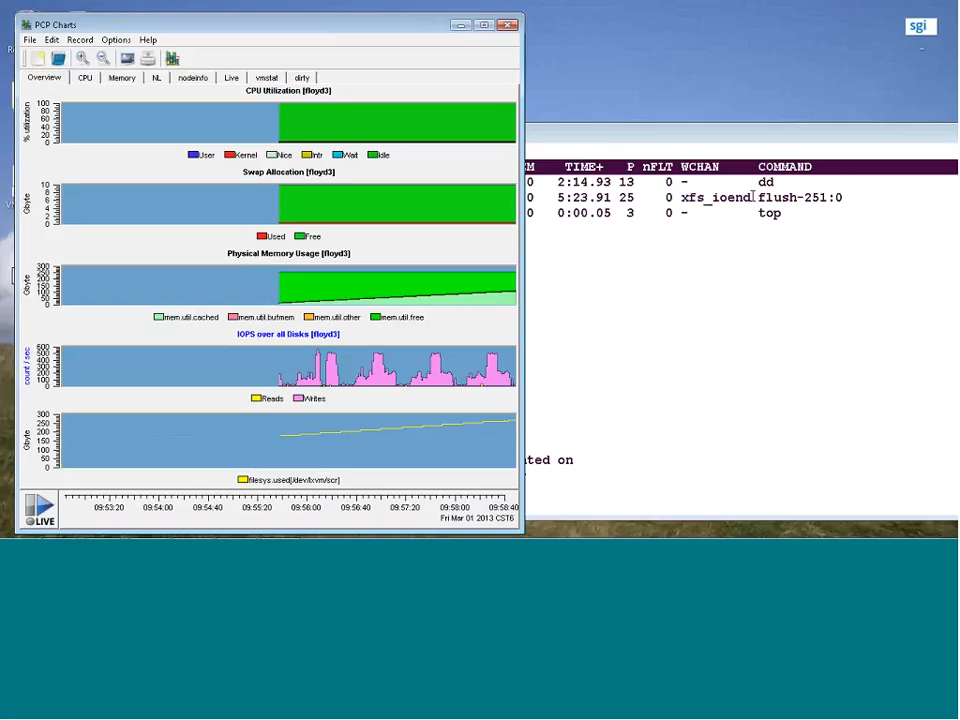 PCP Charts
sgi
File Edit Record Options Help
Overview CPU Memory NL nodeinfo Live vmstat dirty
CPU Utilization [floyd3]
% utilization
100
80
60
40
20
0
User Kernel Nice Intr Wait Idle
Swap Allocation [floyd3]
Gbyte
10
8
6
4
2
0
Used Free
Physical Memory Usage [floyd3]
Gbyte
300
250
200
150
100
50
0
mem.util.cached mem.util.bufmem mem.util.other mem.util.free
IOPS over all Disks [floyd3]
count / sec
600
500
400
300
200
100
0
Reads Writes
Gbyte
300
250
200
150
100
50
0
filesys.used[/dev/lxvm/scr]
LIVE
09:53:20 09:54:00 09:54:40 09:55:20 09:56:00 09:56:40 09:57:20 09:58:00 09:58:40
Fri Mar 01 2013 CST6
TIME+ P nFLT WCHAN COMMAND
0 2:14.93 13 0 - dd
0 5:23.91 25 0 xfs_ioend flush-251:0
0 0:00.05 3 0 - top
ted on